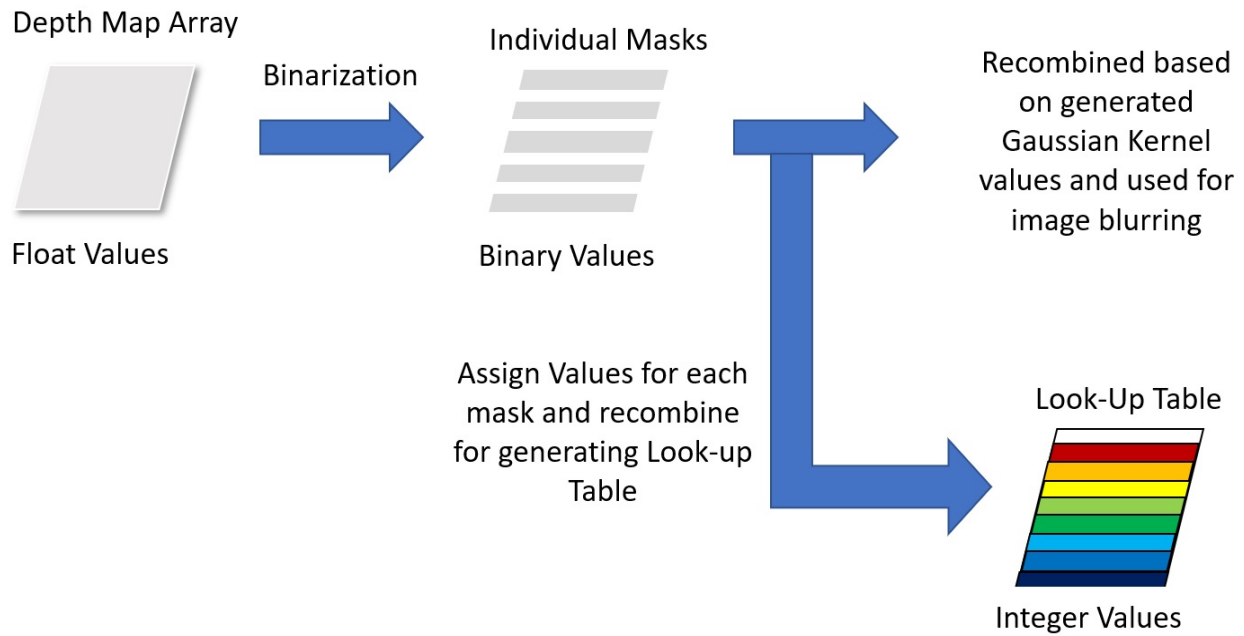 Depth Map Array
Float Values
Binarization
Individual Masks
Binary Values
Recombined based
on generated
Gaussian Kernel
values and used for
image blurring
Assign Values for each
mask and recombine
for generating Look-up
Table
Look-Up Table
Integer Values